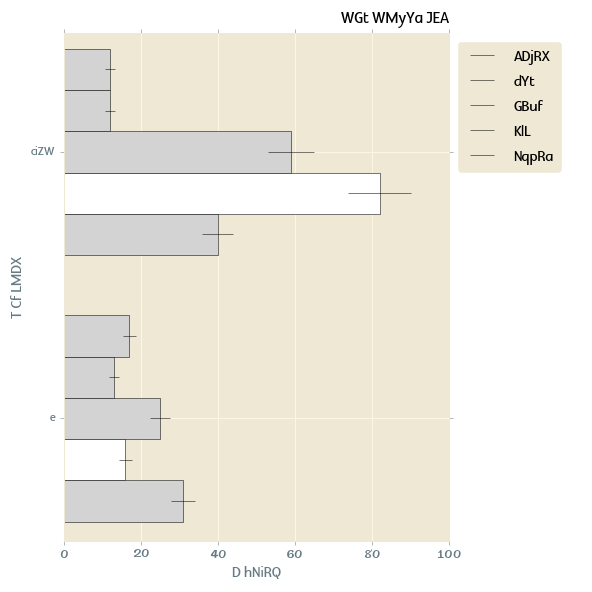 WGt WMyYa JEA
ADjRX
dYt
GBuf
KlL
NqpRa
ciZW
e
T Cf LMDX
0 20 40 60 80 100
D hNiRQ